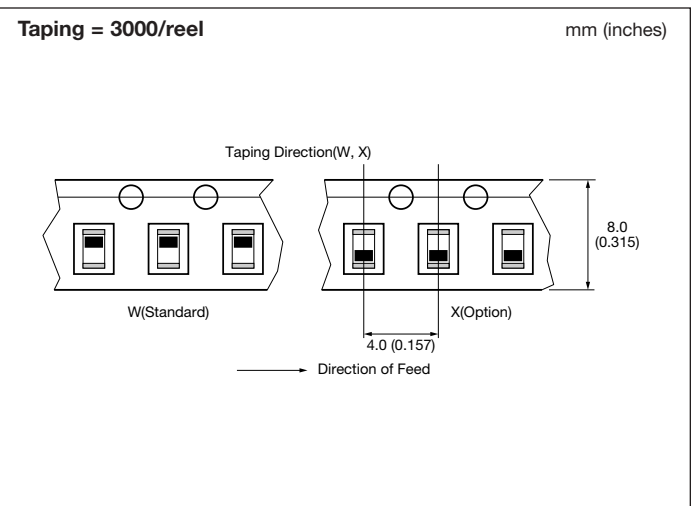 Taping = 3000/reel
mm (inches)
Taping Direction(W, X)
8.0
(0.315)
W(Standard)
X(Option)
4.0 (0.157)
Direction of Feed